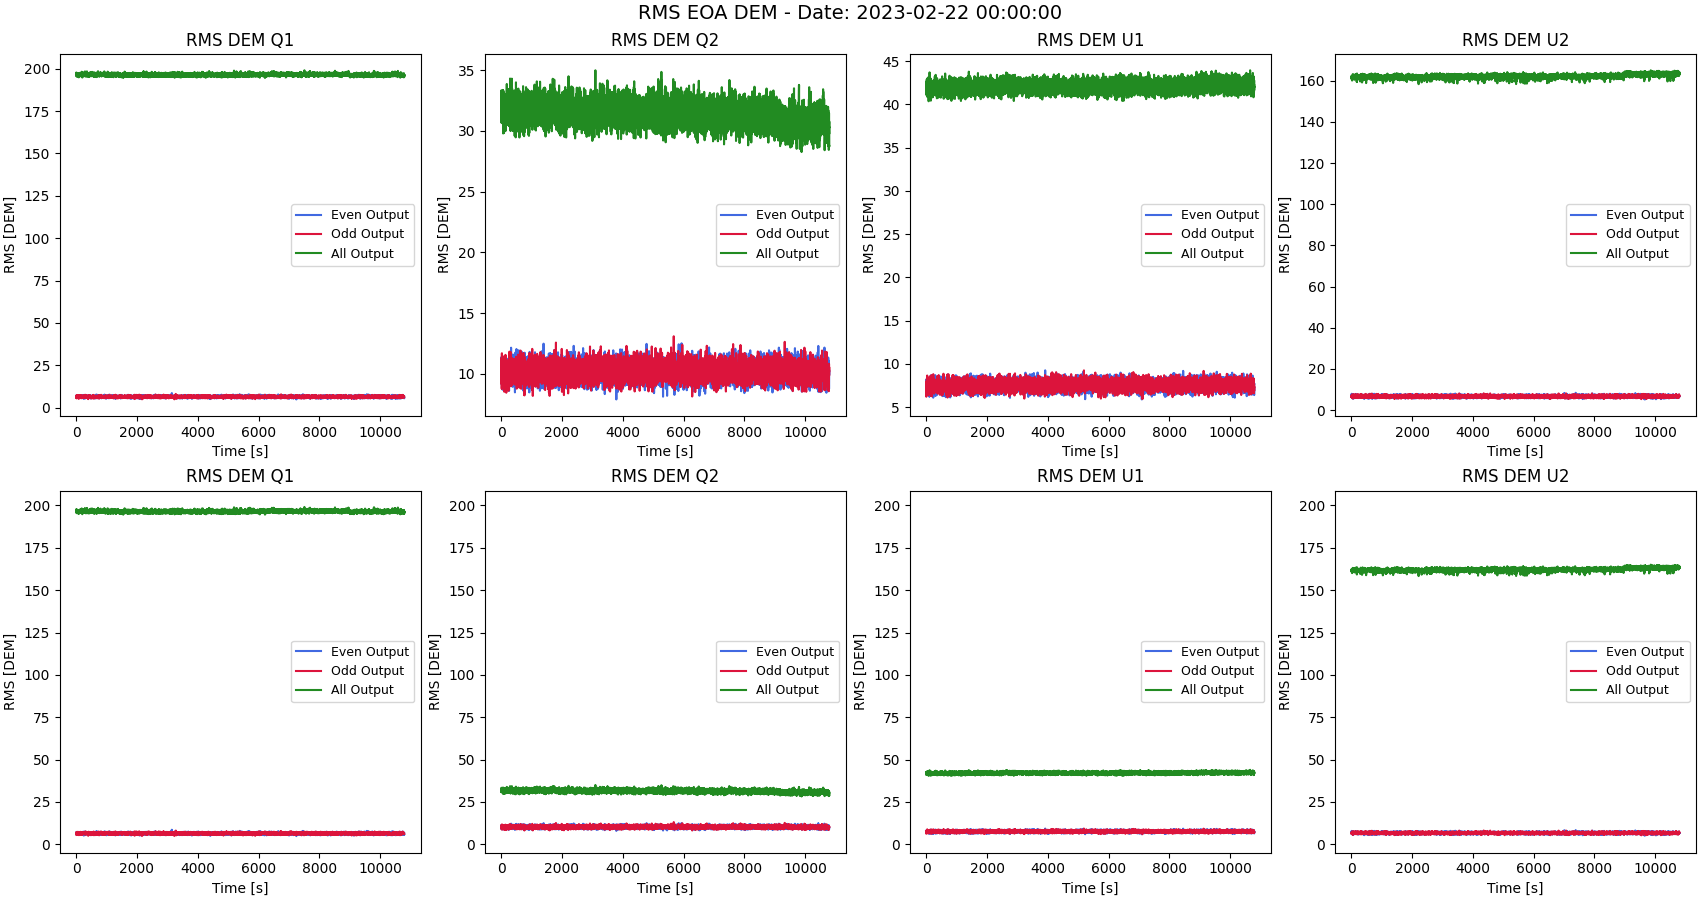 RMS EOA DEM - Date: 2023-02-22 00:00:00
RMS DEM Q1
RMS [DEM]
200
175
150
125
100
75
50
25
0
0 2000 4000 6000 8000 10000
Time [s]
Even Output
Odd Output
All Output
RMS DEM Q2
RMS [DEM]
35
30
25
20
15
10
0 2000 4000 6000 8000 10000
Time [s]
Even Output
Odd Output
All Output
RMS DEM U1
RMS [DEM]
45
40
35
30
25
20
15
10
5
0 2000 4000 6000 8000 10000
Time [s]
Even Output
Odd Output
All Output
RMS DEM U2
RMS [DEM]
160
140
120
100
80
60
40
20
0
0 2000 4000 6000 8000 10000
Time [s]
Even Output
Odd Output
All Output
RMS DEM Q1
RMS [DEM]
200
175
150
125
100
75
50
25
0
0 2000 4000 6000 8000 10000
Time [s]
Even Output
Odd Output
All Output
RMS DEM Q2
RMS [DEM]
200
175
150
125
100
75
50
25
0
0 2000 4000 6000 8000 10000
Time [s]
Even Output
Odd Output
All Output
RMS DEM U1
RMS [DEM]
200
175
150
125
100
75
50
25
0
0 2000 4000 6000 8000 10000
Time [s]
Even Output
Odd Output
All Output
RMS DEM U2
RMS [DEM]
200
175
150
125
100
75
50
25
0
0 2000 4000 6000 8000 10000
Time [s]
Even Output
Odd Output
All Output